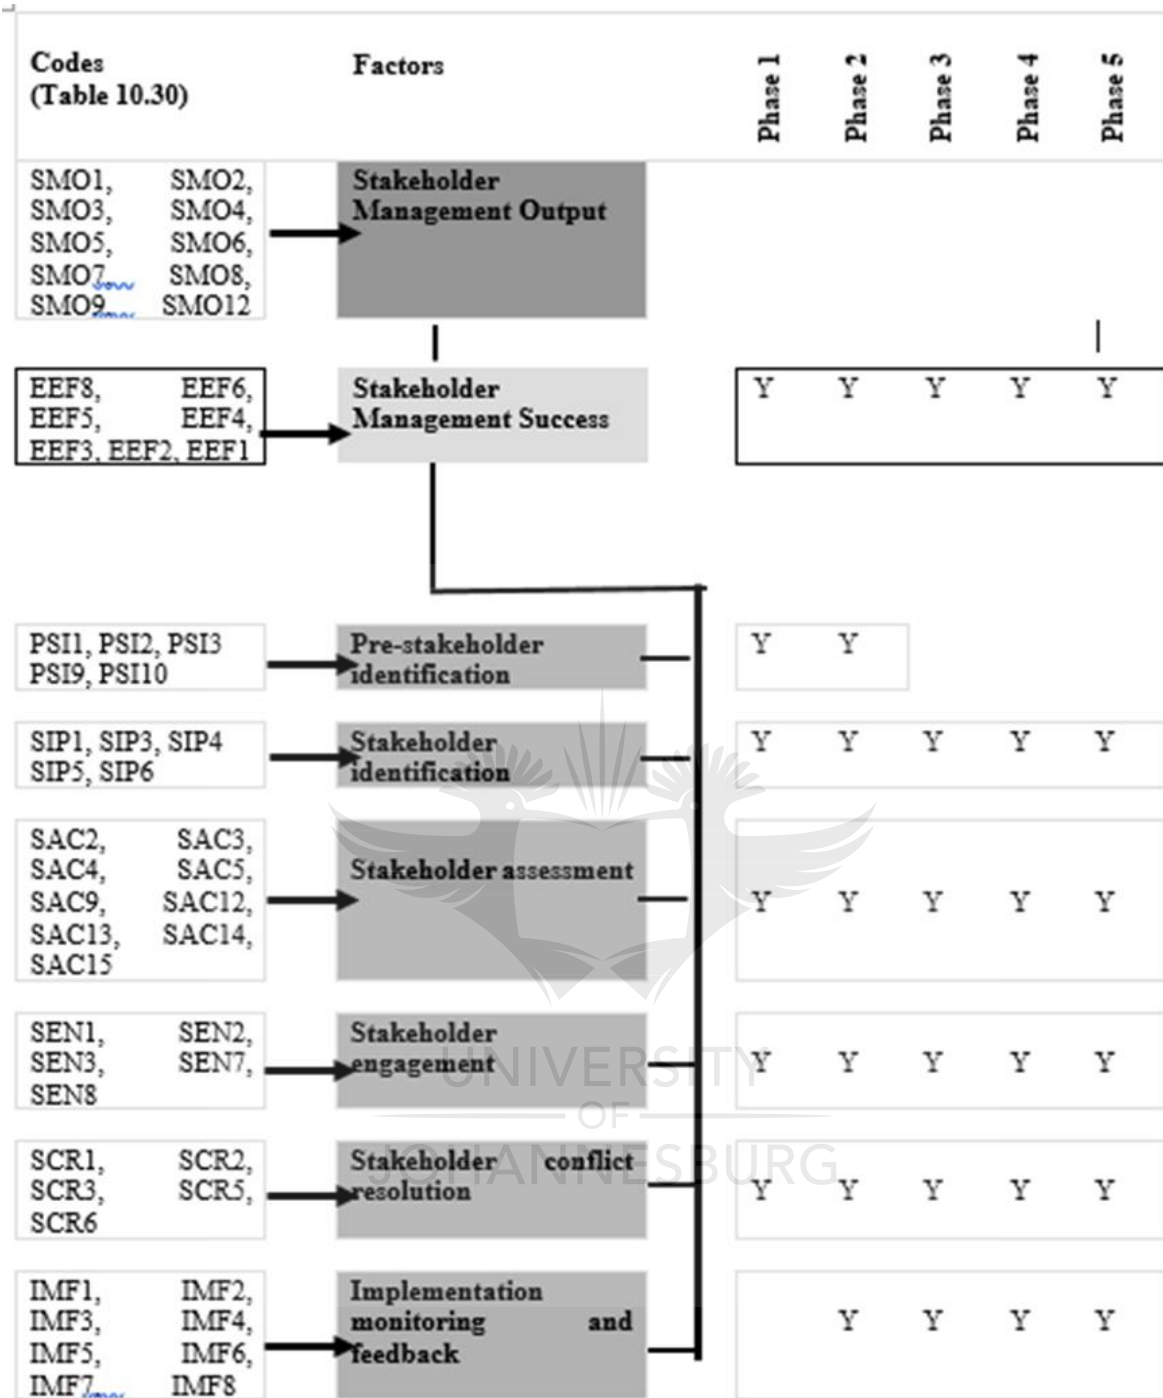 Codes
(Table 10.30)
Factors
Phase 1
Phase 2
Phase 3
Phase 4
Phase 5
SMO1, SMO2,
SMO3, SMO4,
SMO5, SMO6,
SMO7, SMO8,
SMO9, SMO12
Stakeholder
Management Output
EEF8, EEF6,
EEF5, EEF4,
EEF3, EEF2, EEF1
Stakeholder
Management Success
Y Y Y Y Y
PSI1, PSI2, PSI3
PSI9, PSI10
Pre-stakeholder
identification
Y Y
SIP1, SIP3, SIP4
SIP5, SIP6
Stakeholder
identification
Y Y Y Y Y
SAC2, SAC3,
SAC4, SAC5,
SAC9, SAC12,
SAC13, SAC14,
SAC15
Stakeholder assessment
Y Y Y Y Y
SEN1, SEN2,
SEN3, SEN7,
SEN8
Stakeholder
engagement
Y Y Y Y Y
SCR1, SCR2,
SCR3, SCR5,
SCR6
Stakeholder conflict
resolution
Y Y Y Y Y
IMF1, IMF2,
IMF3, IMF4,
IMF5, IMF6,
IMF7, IMF8
Implementation
monitoring and
feedback
Y Y Y Y
UNIVERSITY
OF
JOHANNESBURG